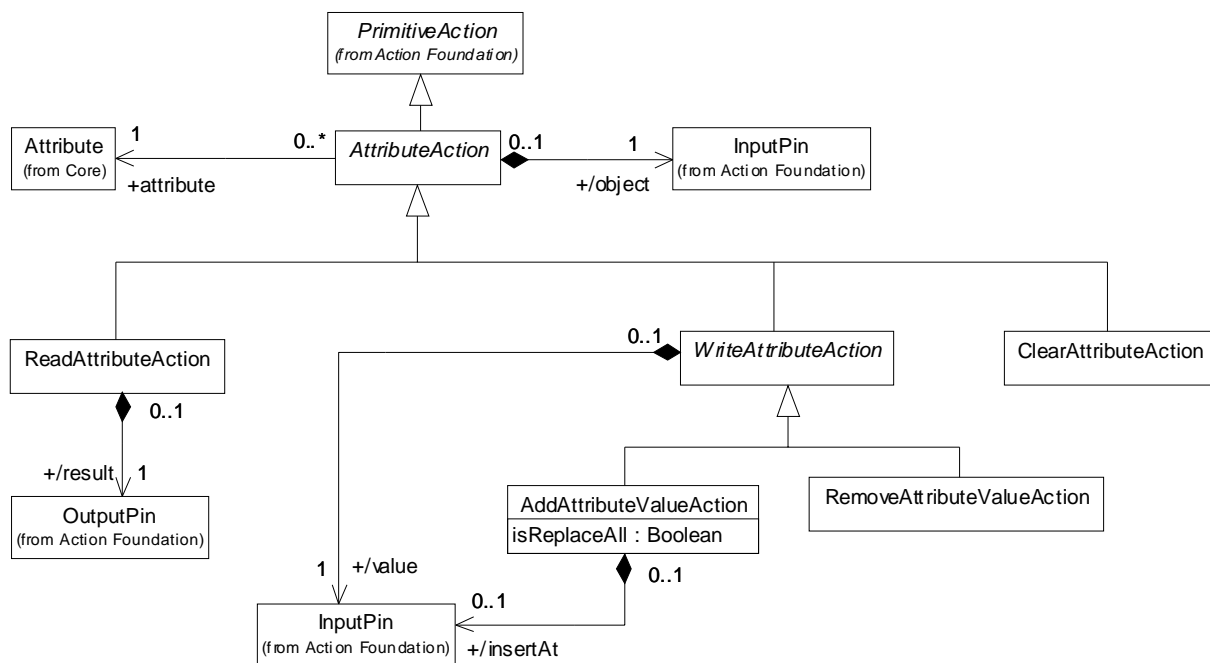 PrimitiveAction
(from Action Foundation)
1
0..*
0..1
1
Attribute
(from Core)
AttributeAction
InputPin
(from Action Foundation)
+attribute
+/object
0..1
ReadAttributeAction
WriteAttributeAction
ClearAttributeAction
0..1
+/result
1
OutputPin
(from Action Foundation)
AddAttributeValueAction
isReplaceAll : Boolean
RemoveAttributeValueAction
1
+/value
0..1
0..1
InputPin
(from Action Foundation)
+/insertAt